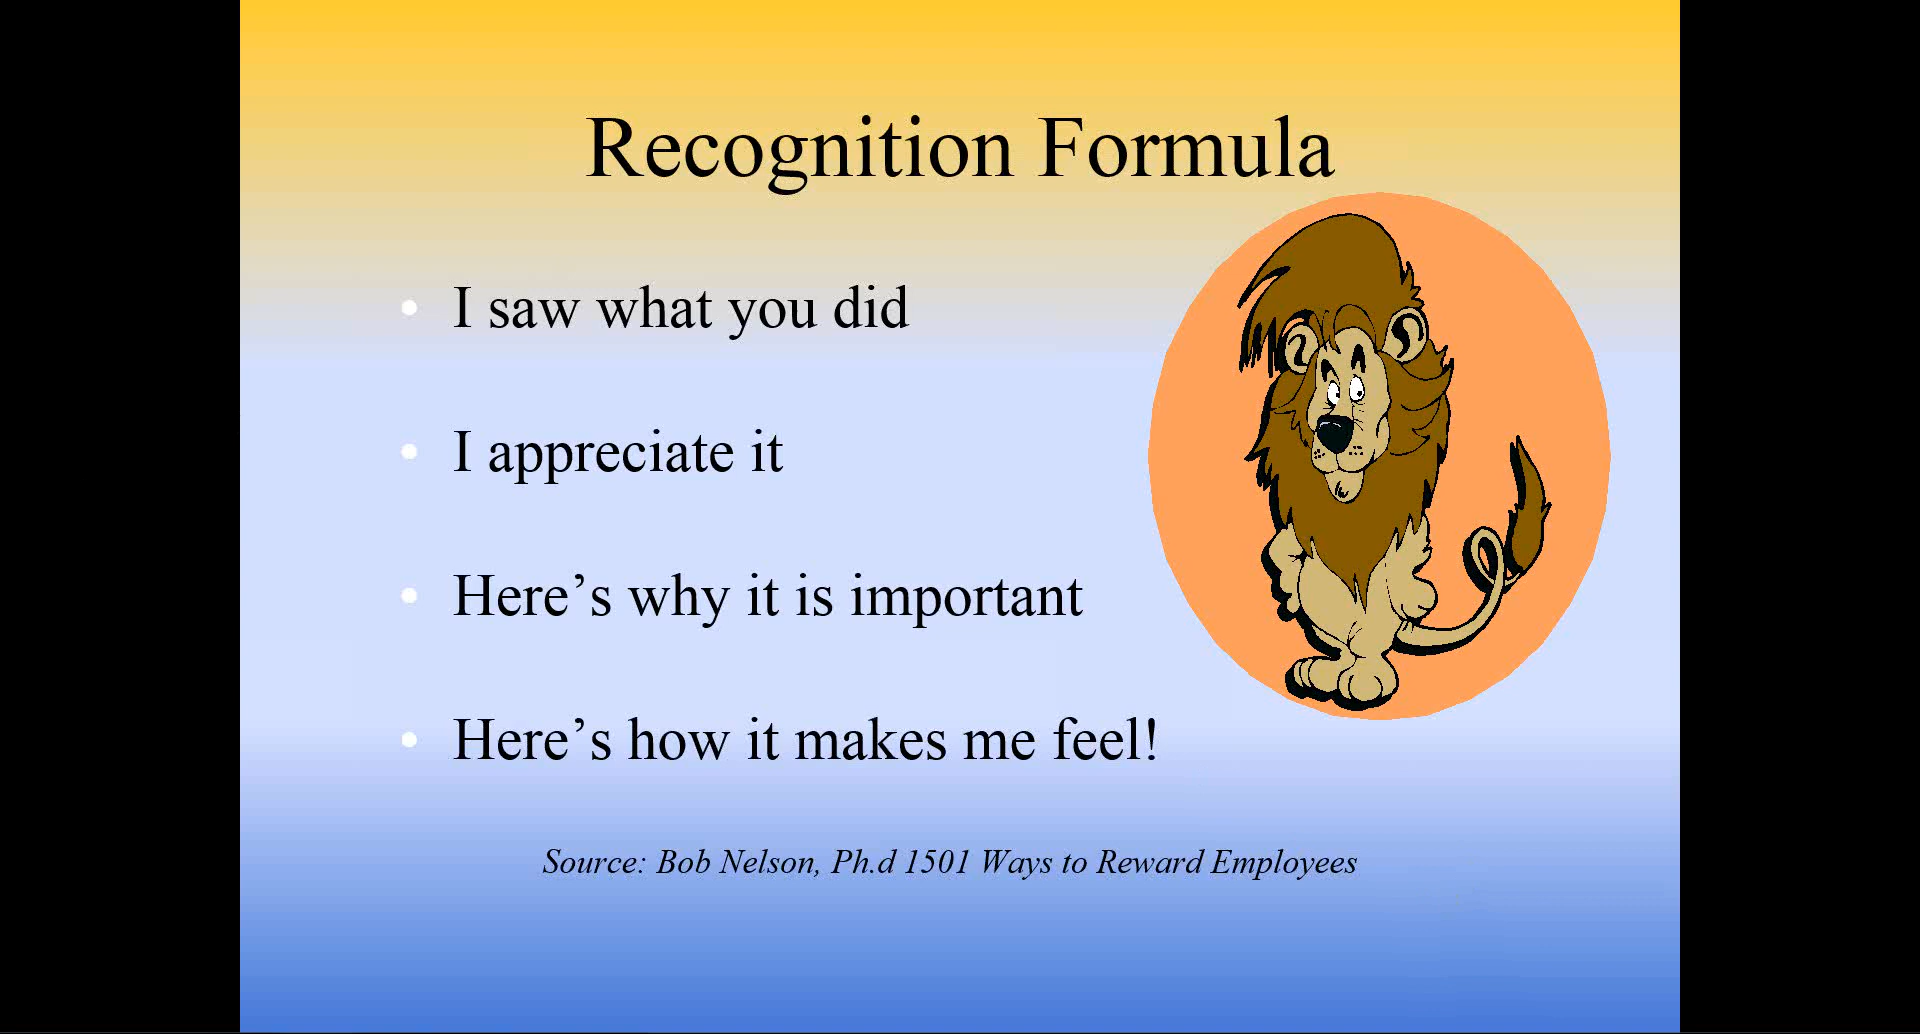 Recognition Formula
• I saw what you did
• I appreciate it
• Here’s why it is important
• Here’s how it makes me feel!
Source: Bob Nelson, Ph.d 1501 Ways to Reward Employees